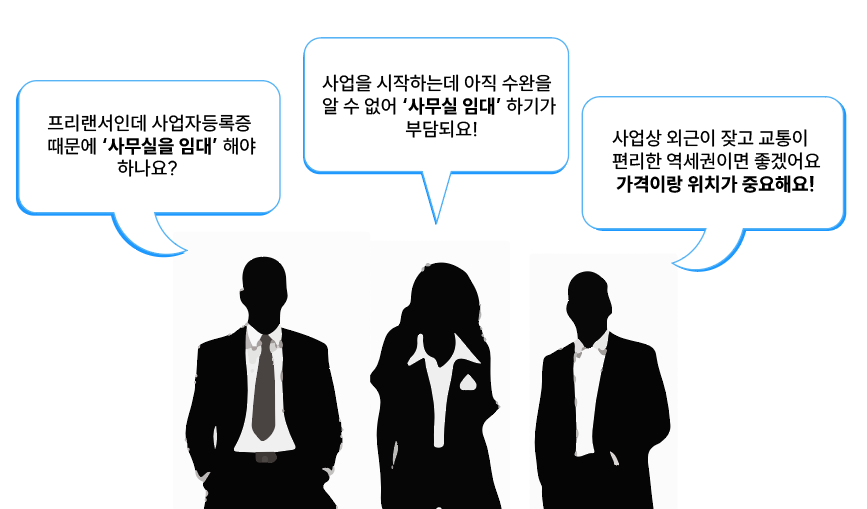 프리랜서인데 사업자등록증
때문에 ‘사무실을 임대’ 해야
하나요?
사업을 시작하는데 아직 수완을
알 수 없어 ‘사무실 임대’ 하기가
부담되요!
사업상 외근이 잦고 교통이
편리한 역세권이면 좋겠어요
가격이랑 위치가 중요해요!